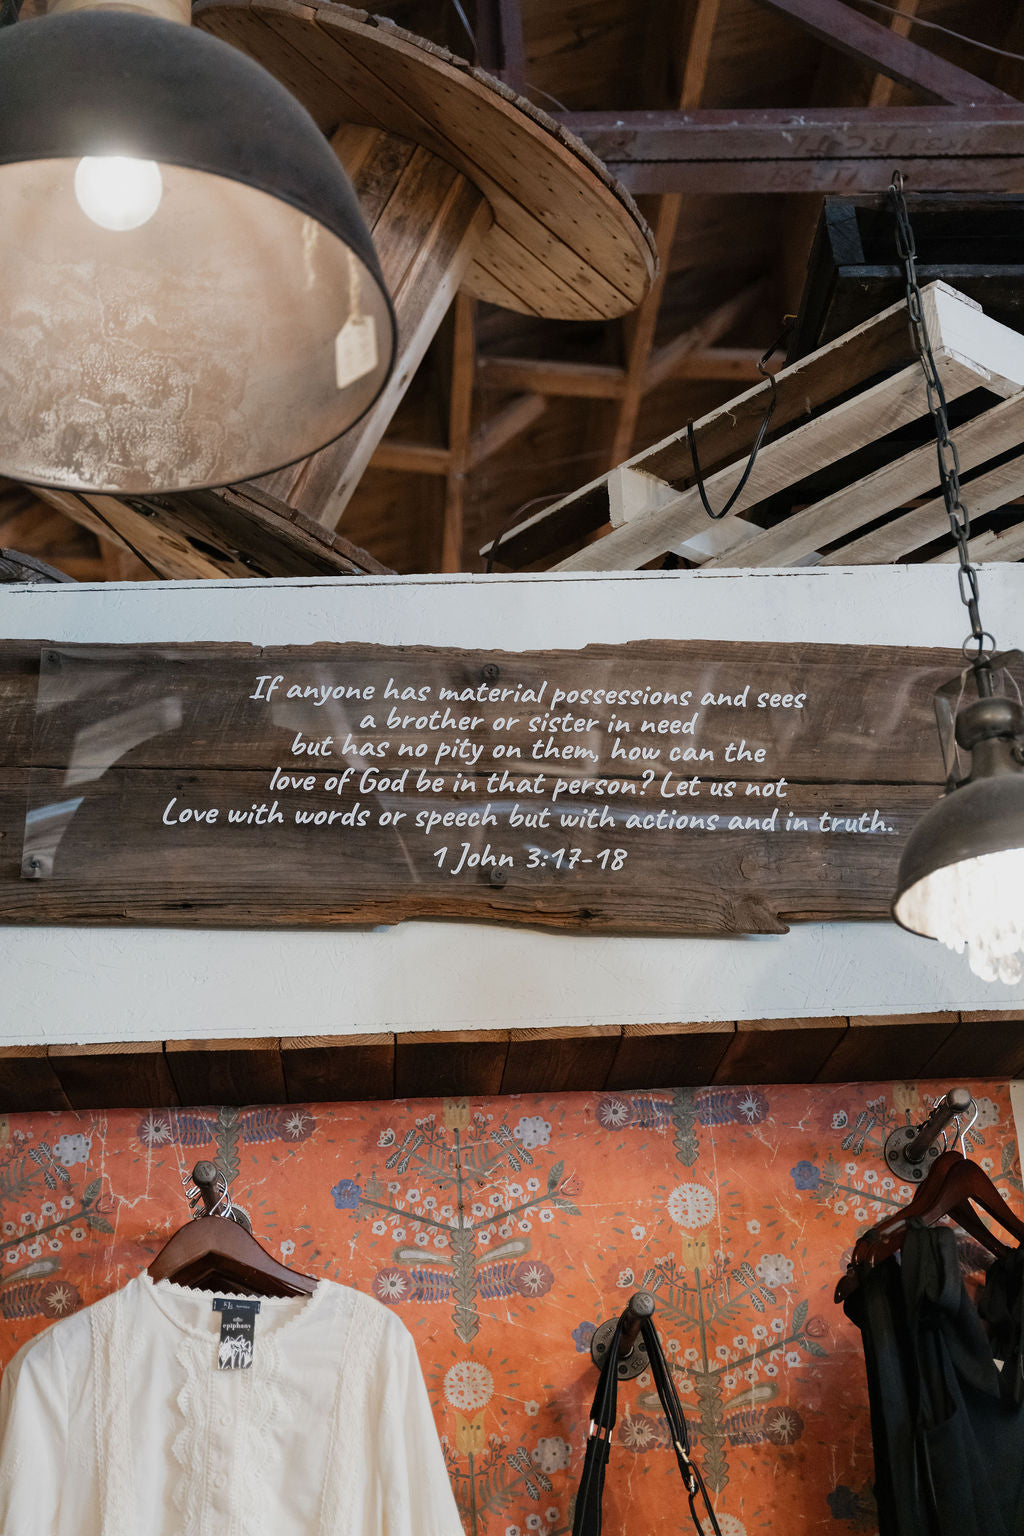 If anyone has material possessions and sees
a brother or sister in need
but has no pity on them, how can the
love of God be in that person? Let us not
Love with words or speech but with actions and in truth.
1 John 3:17-18
epiphany